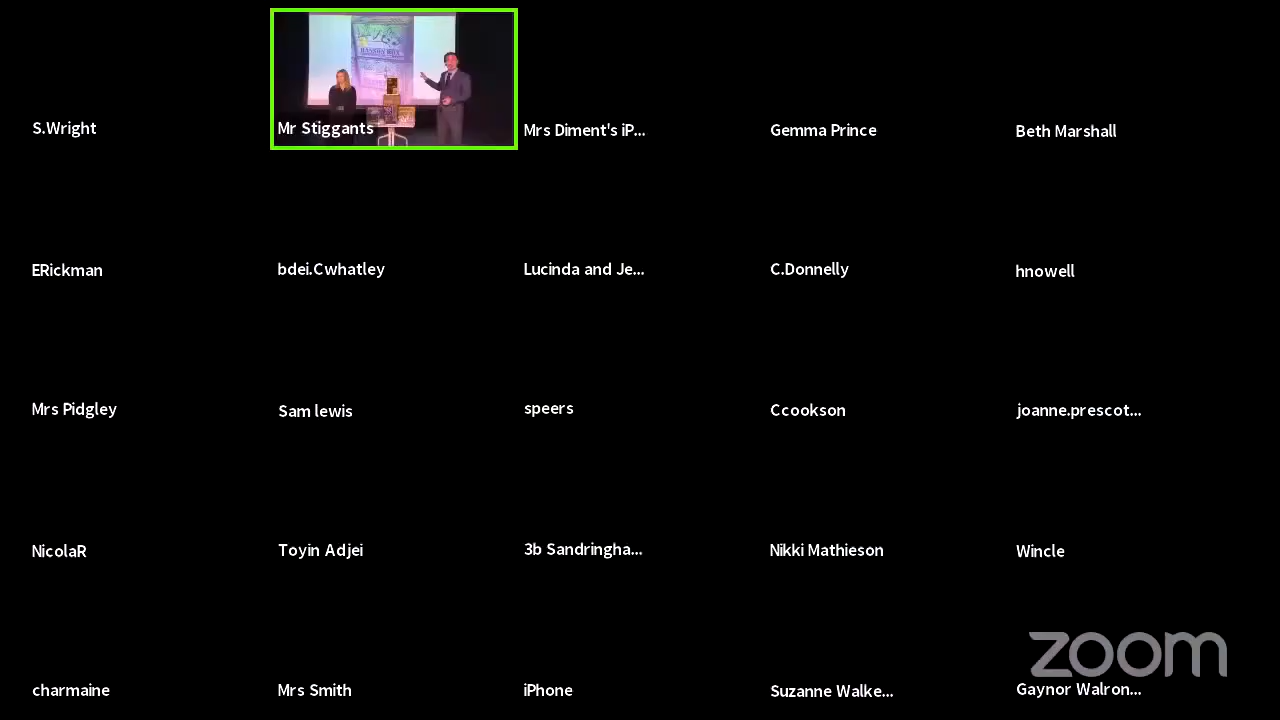 S.Wright
Mr Stiggants
Mrs Diment's iP...
Gemma Prince
Beth Marshall
ERickman
bdei.Cwhatley
Lucinda and Je...
C.Donnelly
hnowell
Mrs Pidgley
Sam lewis
speers
Ccookson
joanne.prescot...
NicolaR
Toyin Adjei
3b Sandringha...
Nikki Mathieson
Wincle
zoom
charmaine
Mrs Smith
iPhone
Suzanne Walke...
Gaynor Walron...